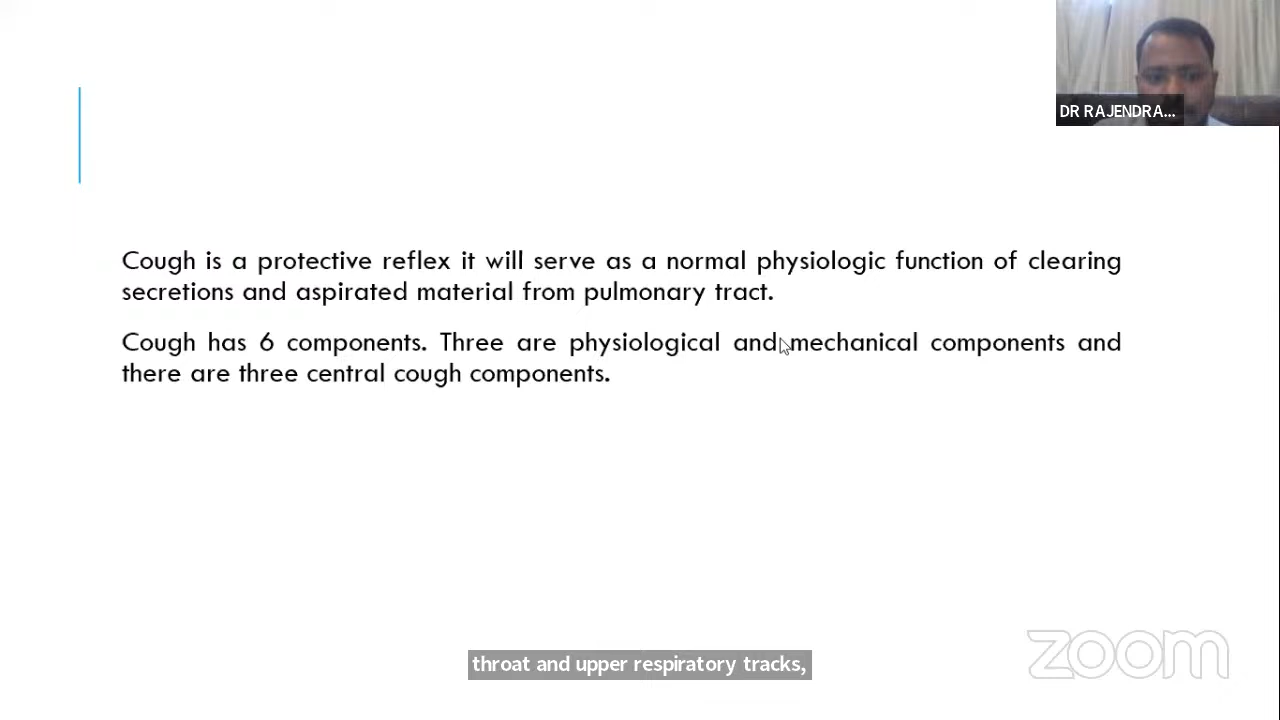 DR RAJENDRA...
Cough is a protective reflex it will serve as a normal physiologic function of clearing
secretions and aspirated material from pulmonary tract.
Cough has 6 components. Three are physiological and mechanical components and
there are three central cough components.
throat and upper respiratory tracks,
zoom